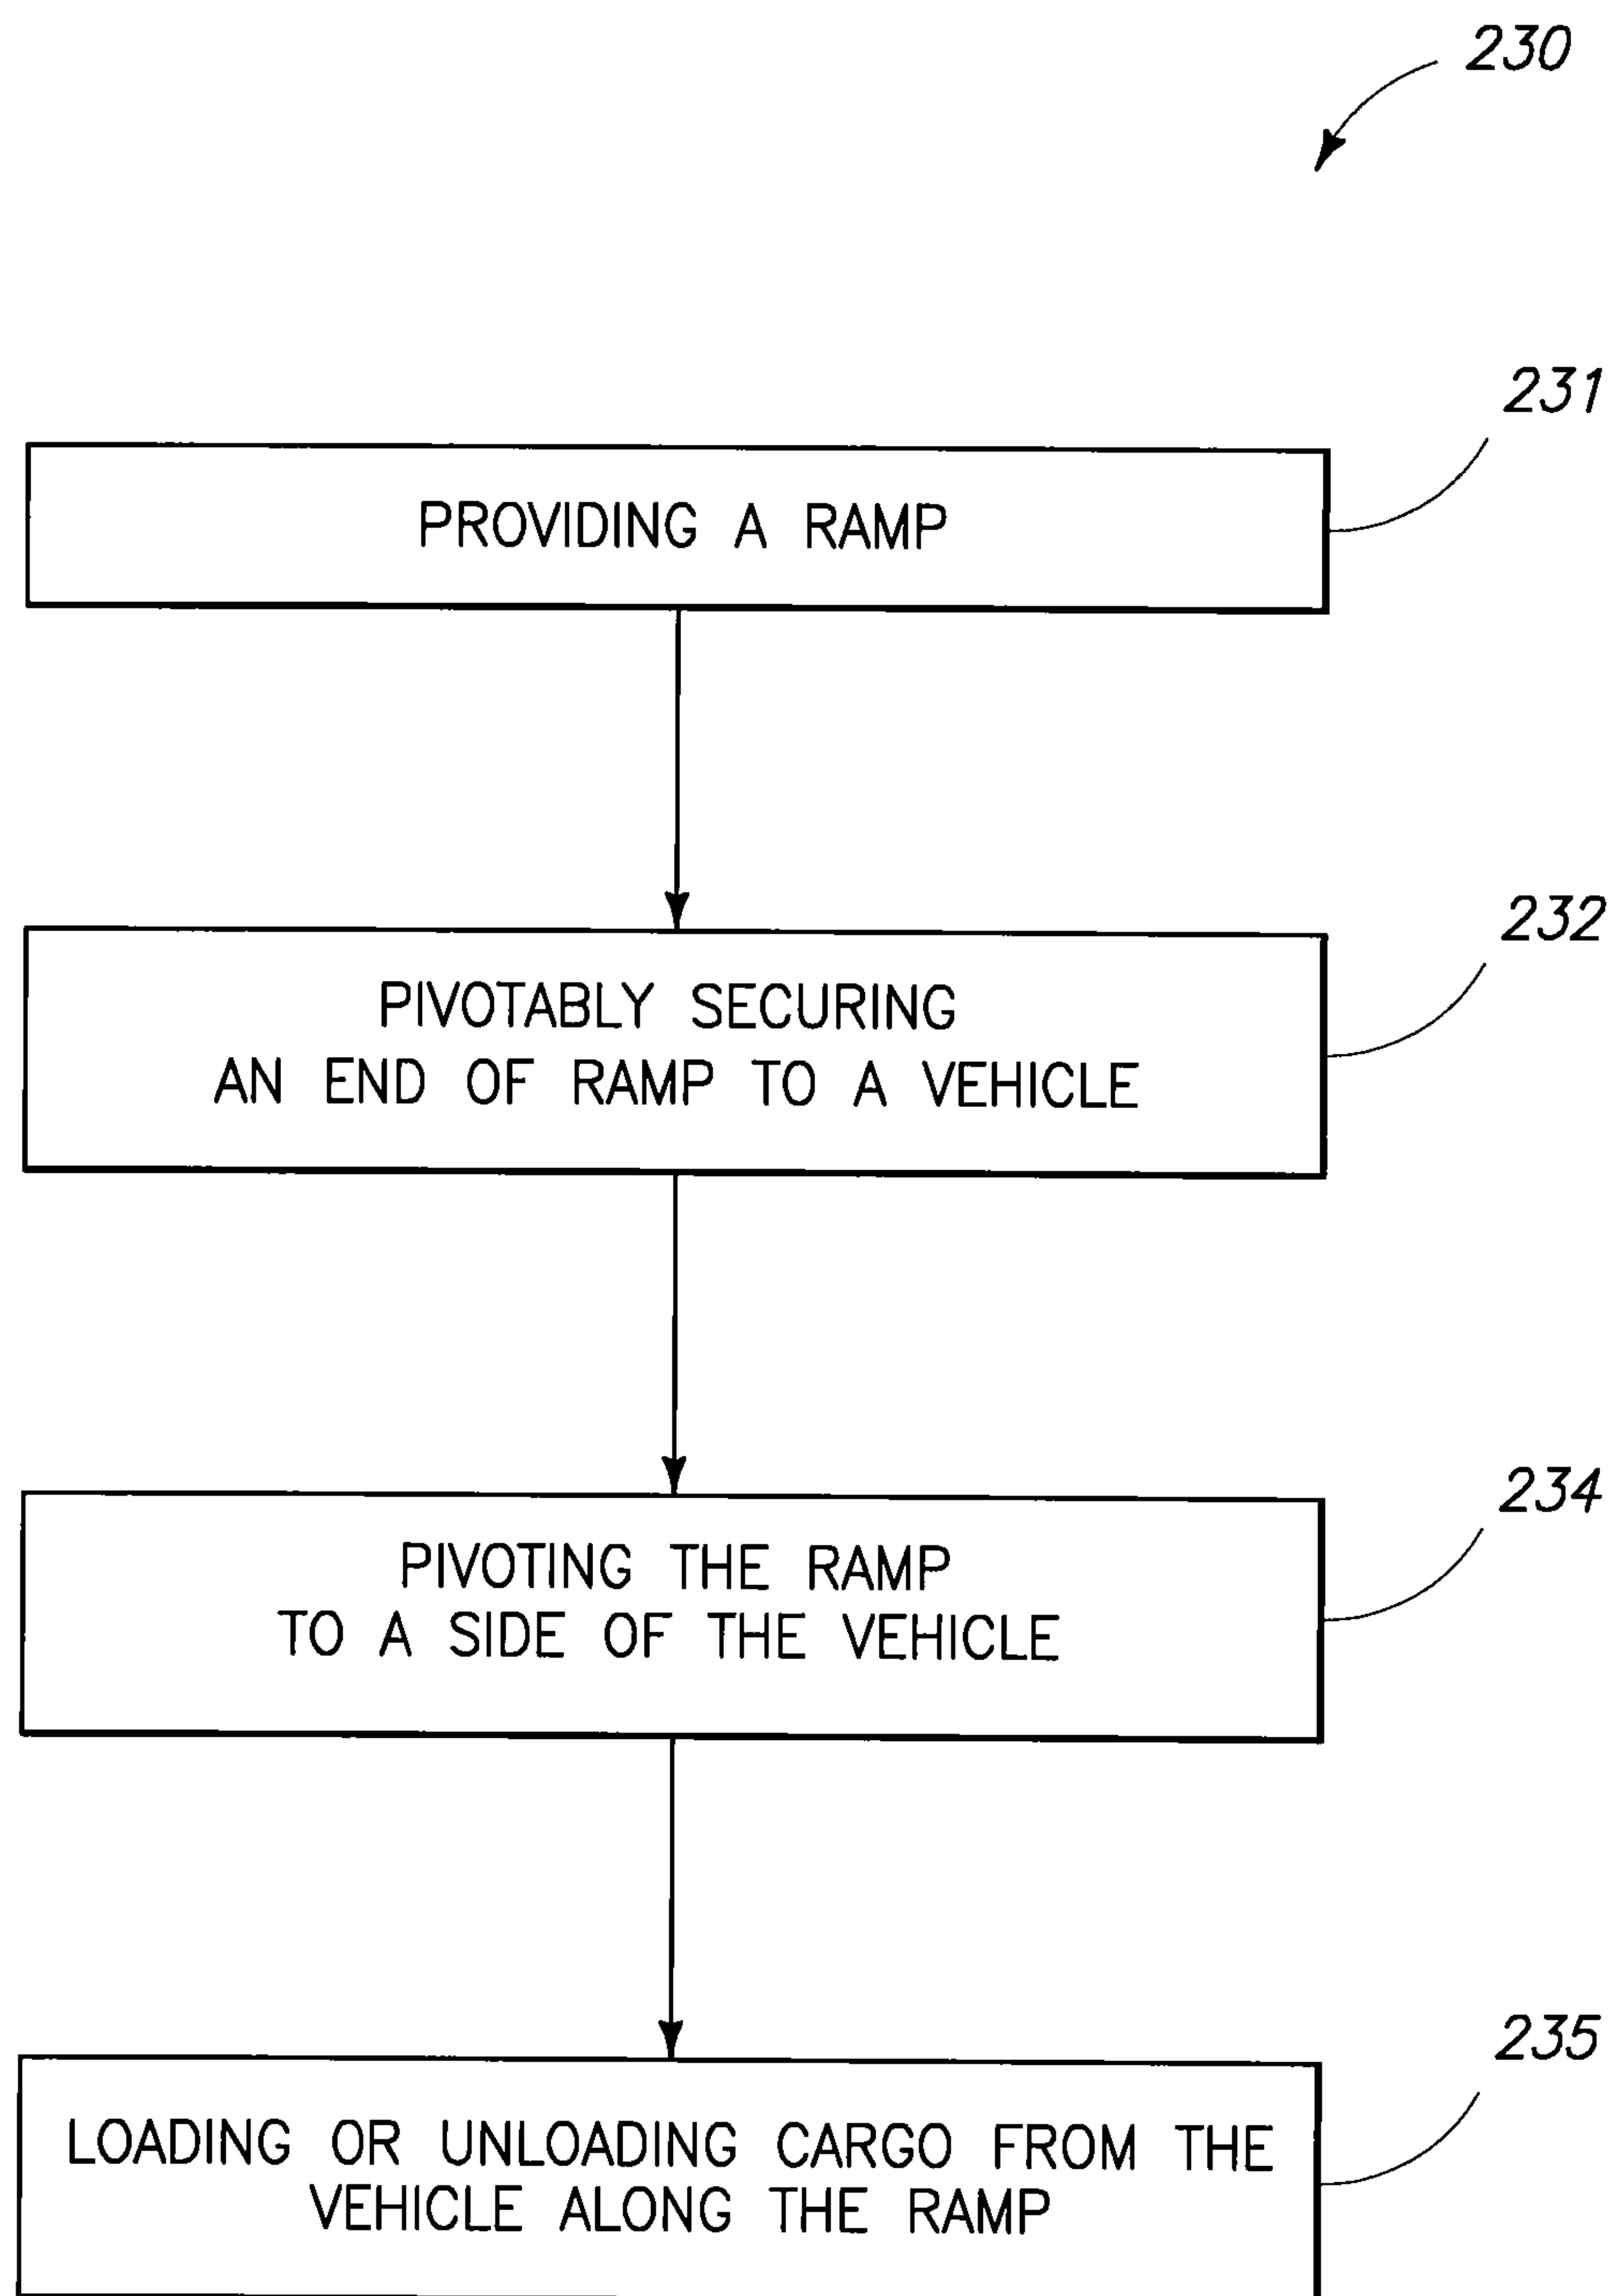 230
231
PROVIDING A RAMP
232
PIVOTABLY SECURING
AN END OF RAMP TO A VEHICLE
234
PIVOTING THE RAMP
TO A SIDE OF THE VEHICLE
235
LOADING OR UNLOADING CARGO FROM THE
VEHICLE ALONG THE RAMP